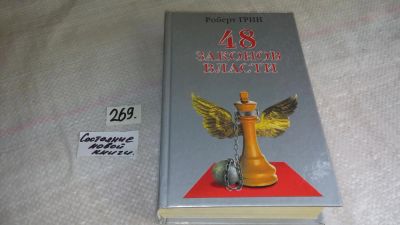 Роберт ГРИН
48
ЗАКОНОВ
ВЛАСТИ
269.
Состояние
новой
книги.